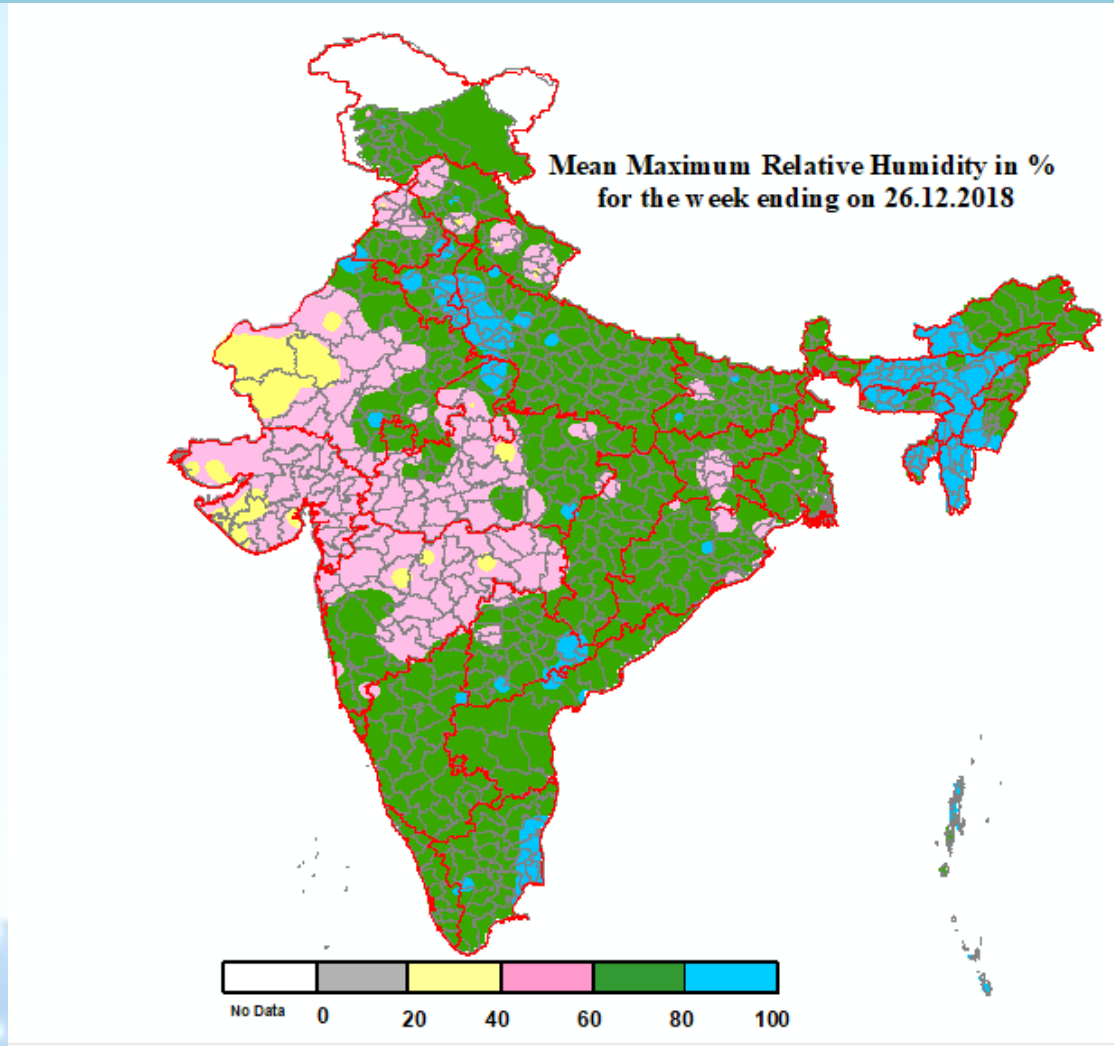 Mean Maximum Relative Humidity in %
for the week ending on 26.12.2018
No Data 0 20 40 60 80 100